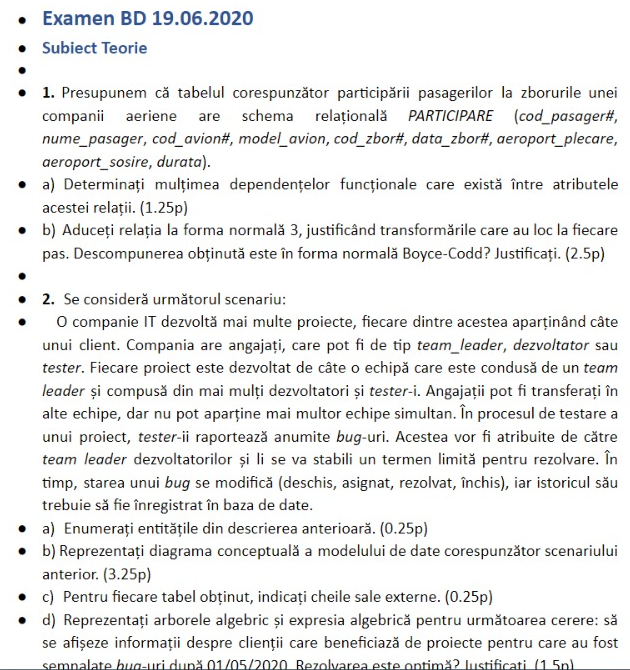 Examen BD 19.06.2020
Subiect Teorie
1. Presupunem că tabelul corespunzător participării pasagerilor la zborurile unei
companii aeriene are schema relațională PARTICIPARE (cod_pasager#,
nume_pasager, cod_avion#, model_avion, cod_zbor#, data_zbor#, aeroport_plecare,
aeroport_sosire, durata).
a) Determinați mulțimea dependențelor funcționale care există între atributele
acestei relații. (1.25p)
b) Aduceți relația la forma normală 3, justificând transformările care au loc la fiecare
pas. Descompunerea obținută este în forma normală Boyce-Codd? Justificați. (2.5p)
2. Se consideră următorul scenariu:
O companie IT dezvoltă mai multe proiecte, fiecare dintre acestea aparținând câte
unui client. Compania are angajați, care pot fi de tip team_leader, dezvoltator sau
tester. Fiecare proiect este dezvoltat de câte o echipă care este condusă de un team
leader și compusă din mai mulți dezvoltatori și tester-i. Angajații pot fi transferați în
alte echipe, dar nu pot aparține mai multor echipe simultan. În procesul de testare a
unui proiect, tester-ii raportează anumite bug-uri. Acestea vor fi atribuite de către
team leader dezvoltatorilor și li se va stabili un termen limită pentru rezolvare. În
timp, starea unui bug se modifică (deschis, asignat, rezolvat, închis), iar istoricul său
trebuie să fie înregistrat în baza de date.
a) Enumerați entitățile din descrierea anterioară. (0.25p)
b) Reprezentați diagrama conceptuală a modelului de date corespunzător scenariului
anterior. (3.25p)
c) Pentru fiecare tabel obținut, indicați cheile sale externe. (0.25p)
d) Reprezentați arborele algebric și expresia algebrică pentru următoarea cerere: să
se afișeze informații despre clienții care beneficiază de proiecte pentru care au fost
semnalate bug-uri după 01/05/2020. Rezolvarea este optimă? Justificați. (1.5p)